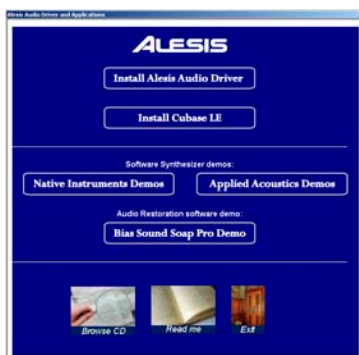 Alesis Audio Driver and Applications
ALESIS
Install Alesis Audio Driver
Install Cubase LE
Software Synthesizer demos:
Native Instruments Demos
Applied Acoustics Demos
Audio Restoration software demo:
Bias Sound Soap Pro Demo
Browse CD
Read me
Exit